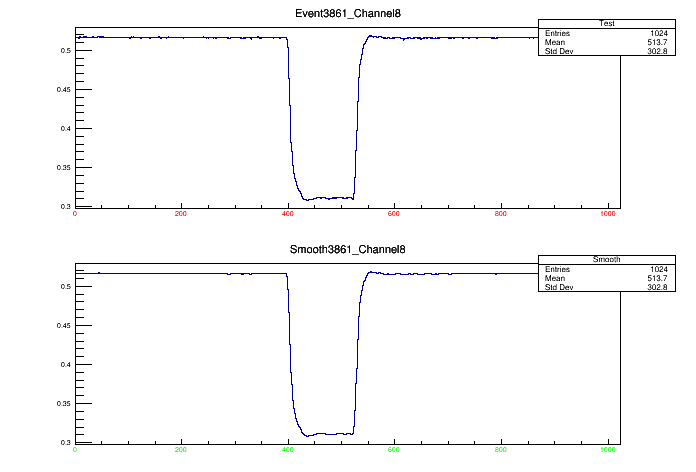 Event3861_Channel8
Test
Entries 1024
Mean 513.7
Std Dev 302.8
0.5
0.45
0.4
0.35
0.3
0 200 400 600 800 1000
Smooth3861_Channel8
Smooth
Entries 1024
Mean 513.7
Std Dev 302.8
0.5
0.45
0.4
0.35
0.3
0 200 400 600 800 1000